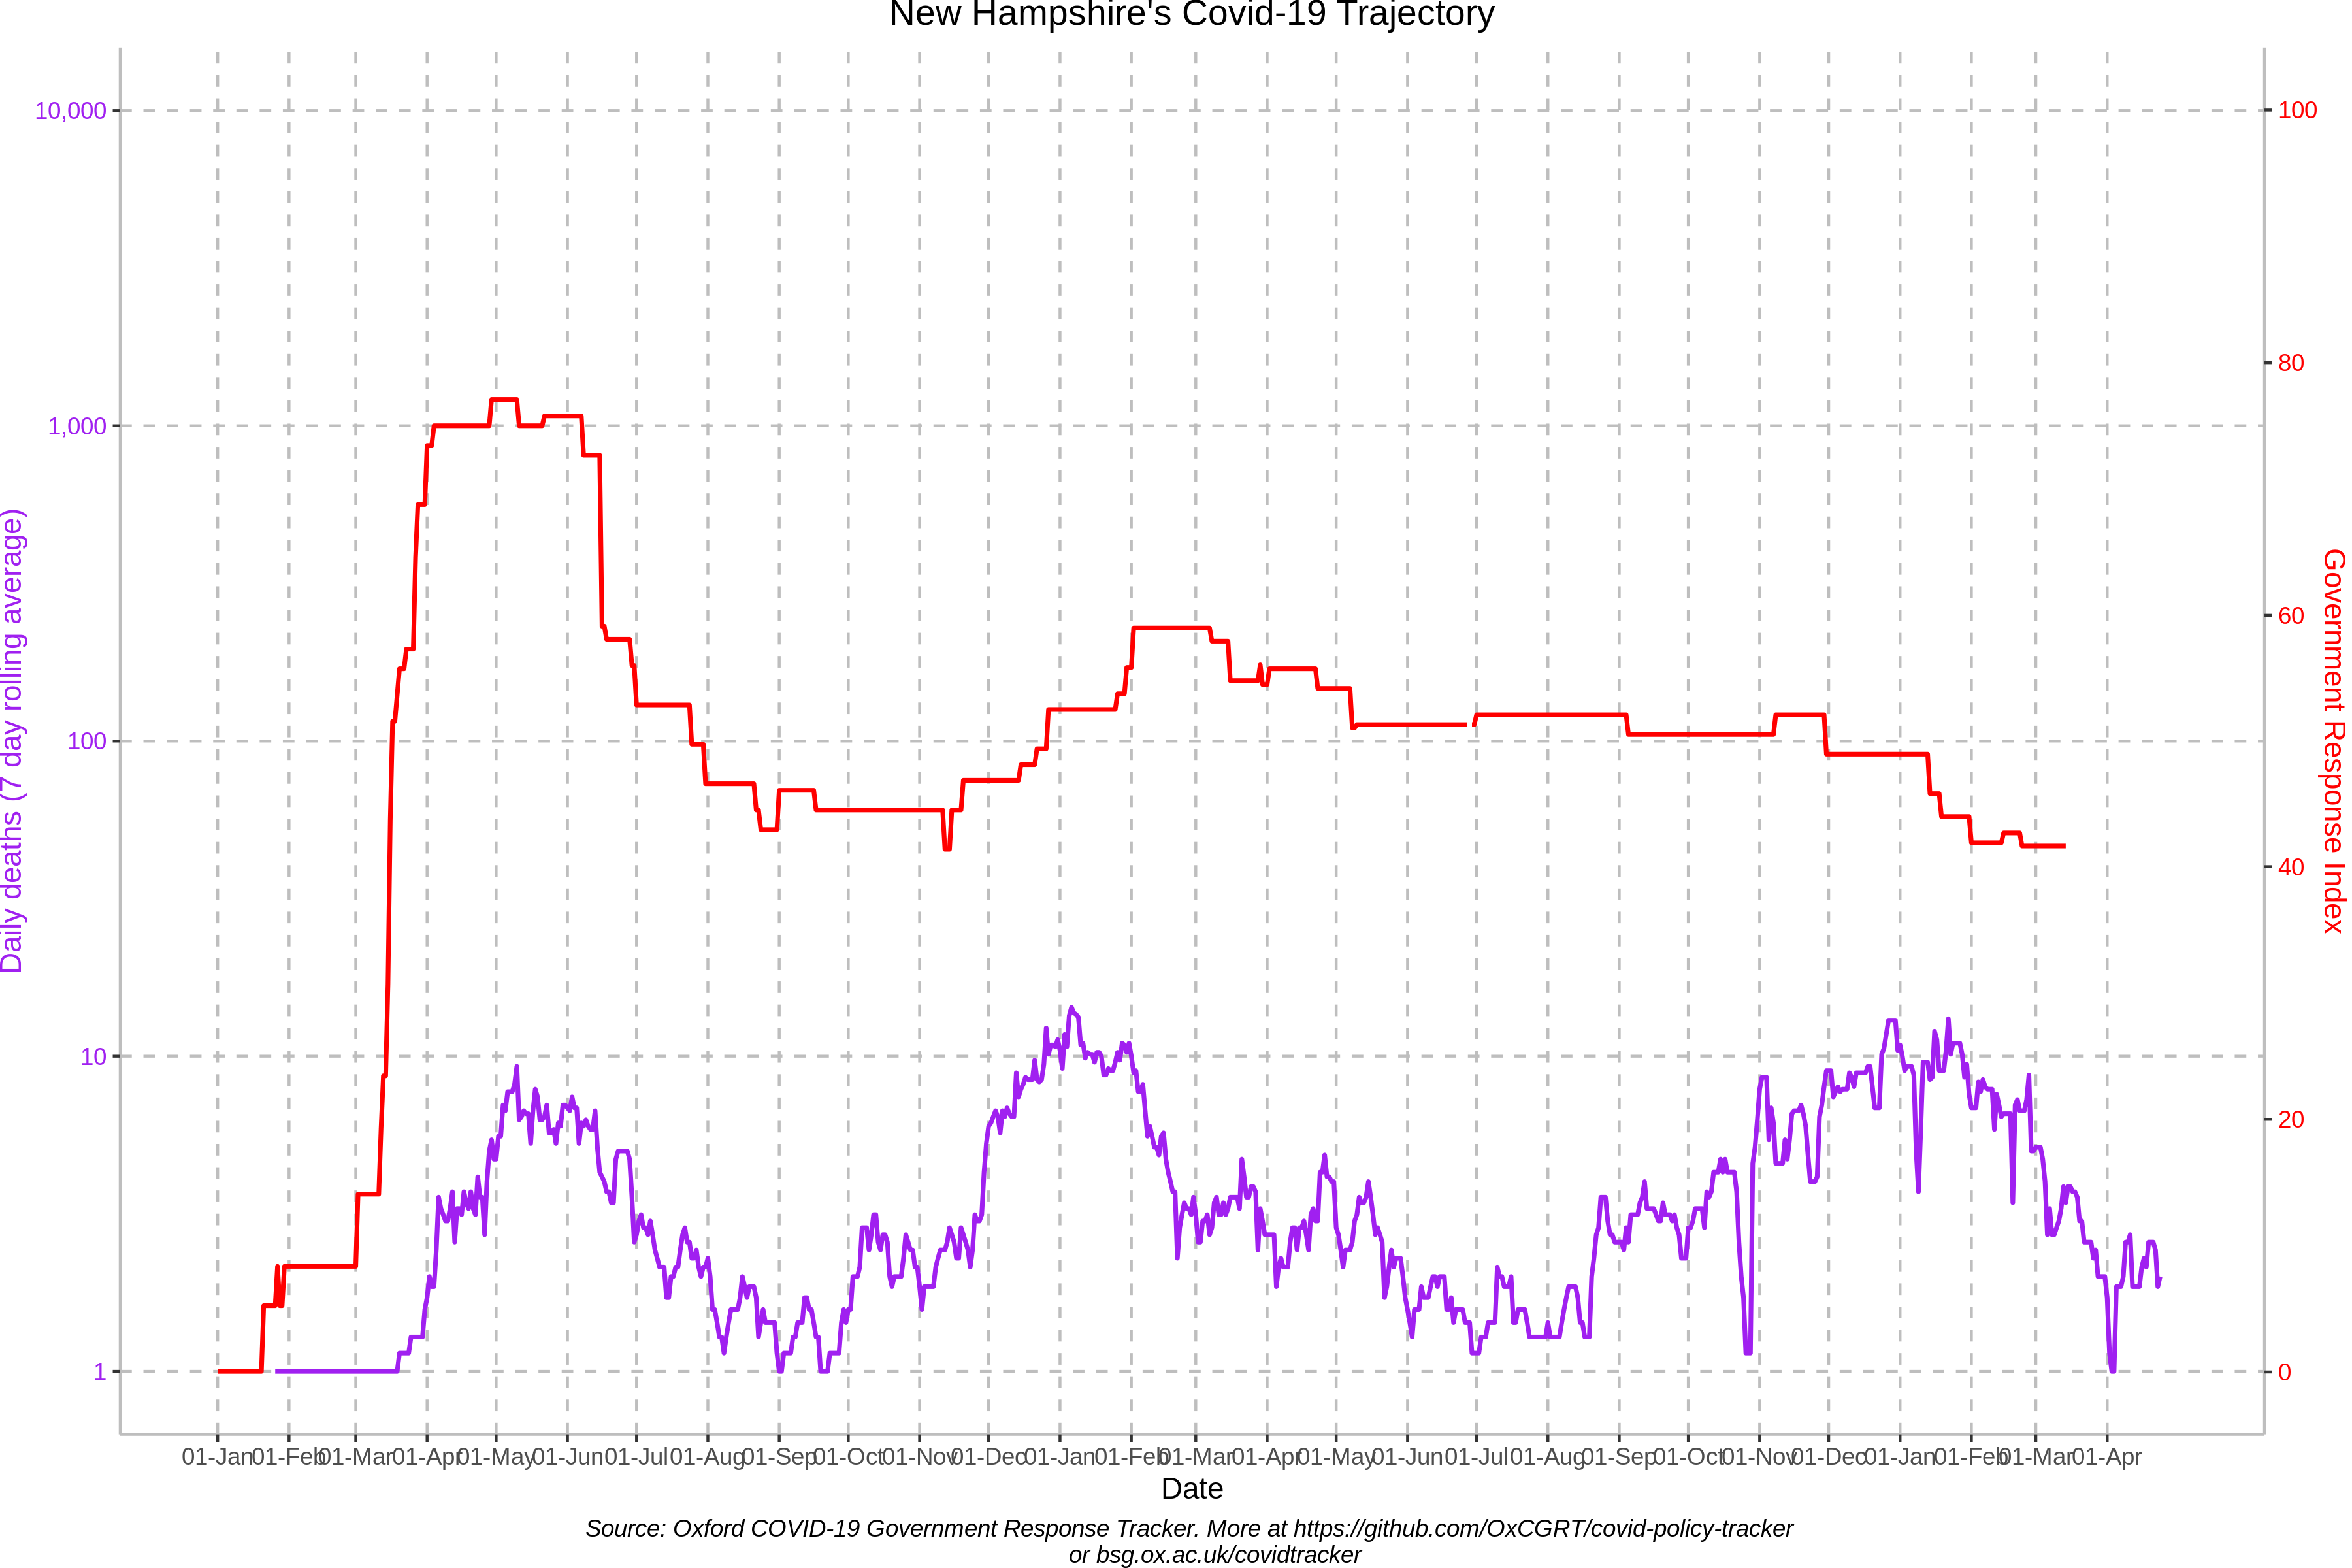 New Hampshire's Covid-19 Trajectory
10,000
1,000
100
10
1
Daily deaths (7 day rolling average)
100
80
60
40
20
0
Government Response Index
01-Jan 01-Feb 01-Mar 01-Apr 01-May 01-Jun 01-Jul 01-Aug 01-Sep 01-Oct 01-Nov 01-Dec 01-Jan 01-Feb 01-Mar 01-Apr 01-May 01-Jun 01-Jul 01-Aug 01-Sep 01-Oct 01-Nov 01-Dec 01-Jan 01-Feb 01-Mar 01-Apr
Date
Source: Oxford COVID-19 Government Response Tracker. More at https://github.com/OxCGRT/covid-policy-tracker
or bsg.ox.ac.uk/covidtracker